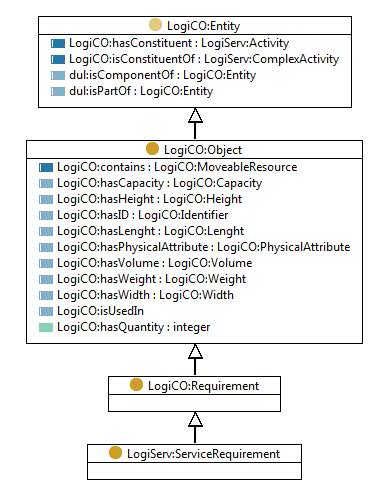 LogiCO:Entity
LogiCO:hasConstituent : LogiServ:Activity
LogiCO:isConstituentOf : LogiServ:ComplexActivity
dul:isComponentOf : LogiCO:Entity
dul:isPartOf : LogiCO:Entity
LogiCO:Object
LogiCO:contains : LogiCO:MoveableResource
LogiCO:hasCapacity : LogiCO:Capacity
LogiCO:hasHeight : LogiCO:Height
LogiCO:hasID : LogiCO:Identifier
LogiCO:hasLenght : LogiCO:Lenght
LogiCO:hasPhysicalAttribute : LogiCO:PhysicalAttribute
LogiCO:hasVolume : LogiCO:Volume
LogiCO:hasWeight : LogiCO:Weight
LogiCO:hasWidth : LogiCO:Width
LogiCO:isUsedIn
LogiCO:hasQuantity : integer
LogiCO:Requirement
LogiServ:ServiceRequirement